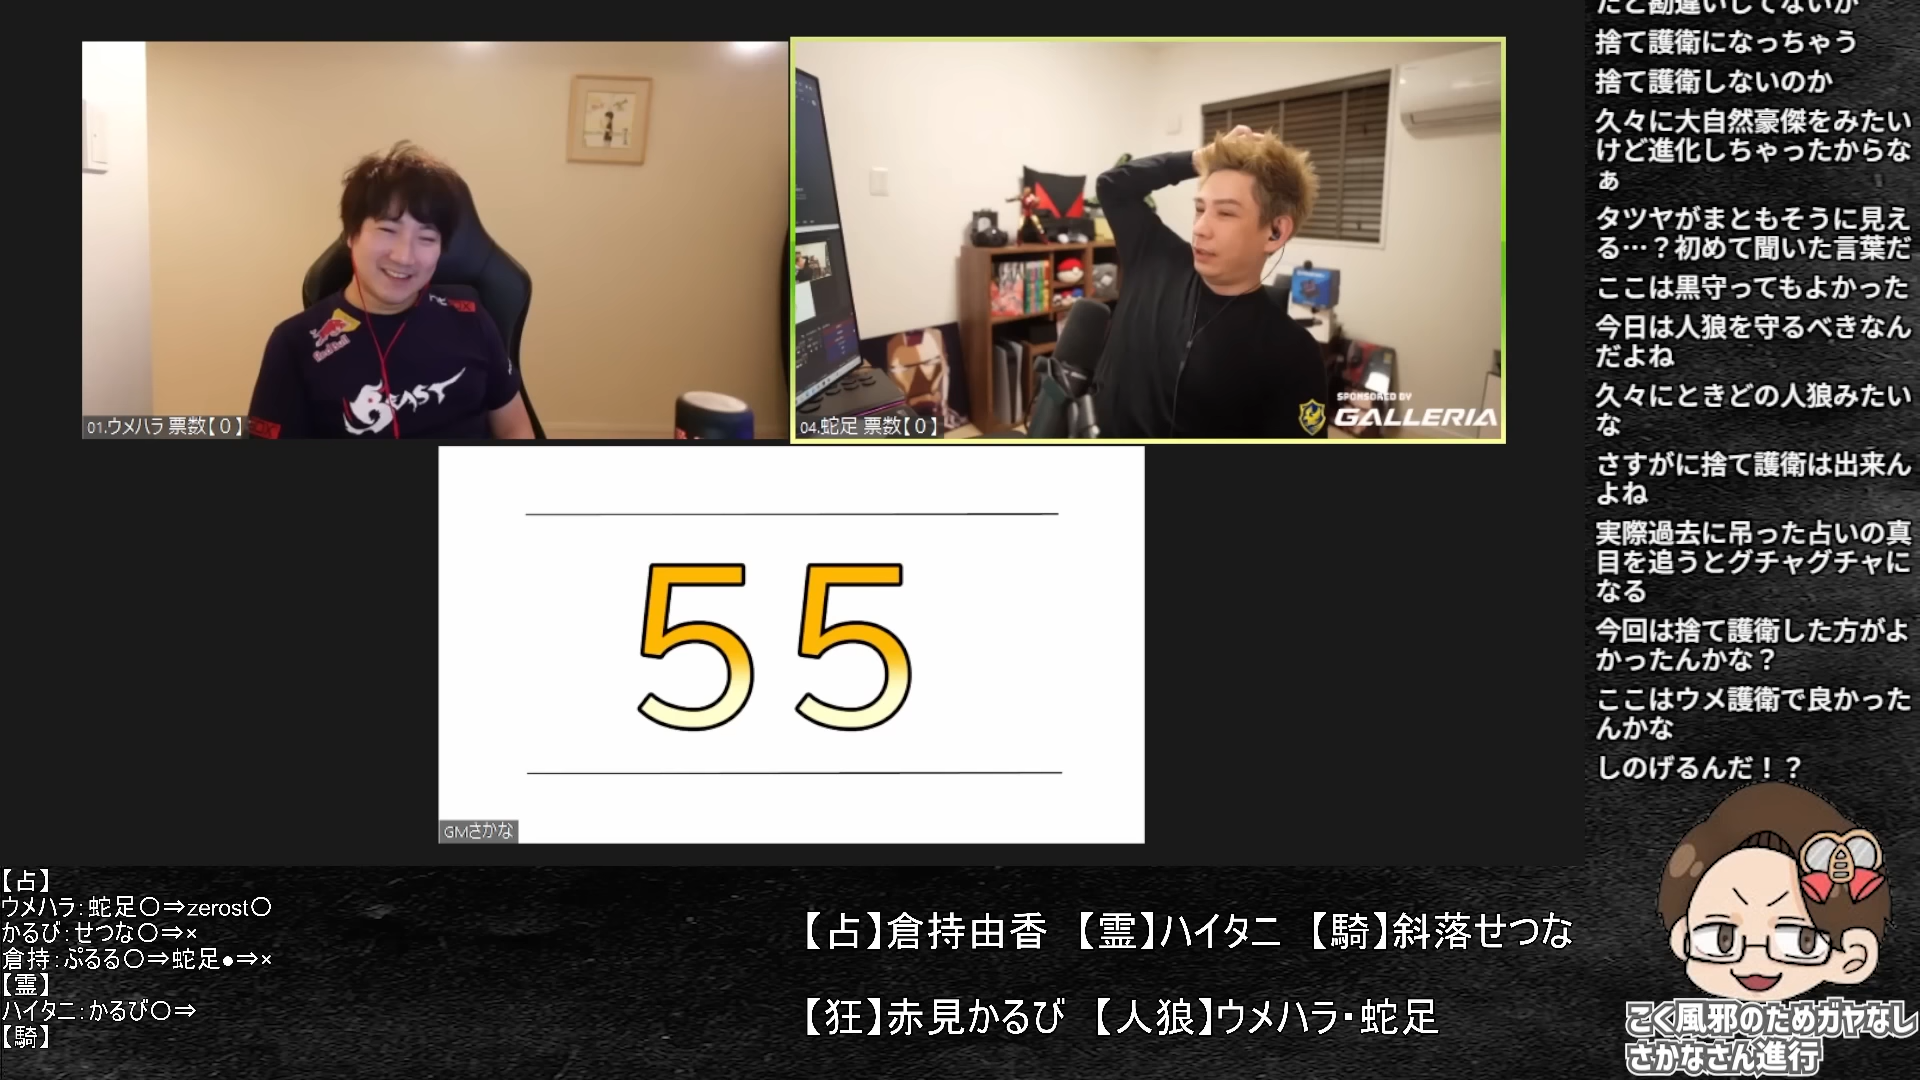 Red Bull
BEAST
01.ウメハラ 票数【0】
SPONSORED BY
GALLERIA
04.蛇足 票数【0】
55
GMさかな
だと勘違いしてないか
捨て護衛になっちゃう
捨て護衛しないのか
久々に大自然豪傑をみたい
けど進化しちゃったからな
ぁ
タツヤがまともそうに見え
る…？初めて聞いた言葉だ
ここは黒守ってもよかった
今日は人狼を守るべきなん
だよね
久々にときどの人狼みたい
な
さすがに捨て護衛は出来ん
よね
実際過去に吊った占いの真
目を追うとグチャグチャに
なる
今回は捨て護衛した方がよ
かったんかな？
ここはウメ護衛で良かった
んかな
しのげるんだ！？
【占】
ウメハラ：蛇足〇⇒zerost〇
かるび：せつな〇⇒×
倉持：ぷるる〇⇒蛇足●⇒×
【霊】
ハイタニ：かるび〇⇒
【騎】
【占】倉持由香 【霊】ハイタニ 【騎】斜落せつな
【狂】赤見かるび 【人狼】ウメハラ・蛇足
こく風邪のためガヤなし
さかなさん進行